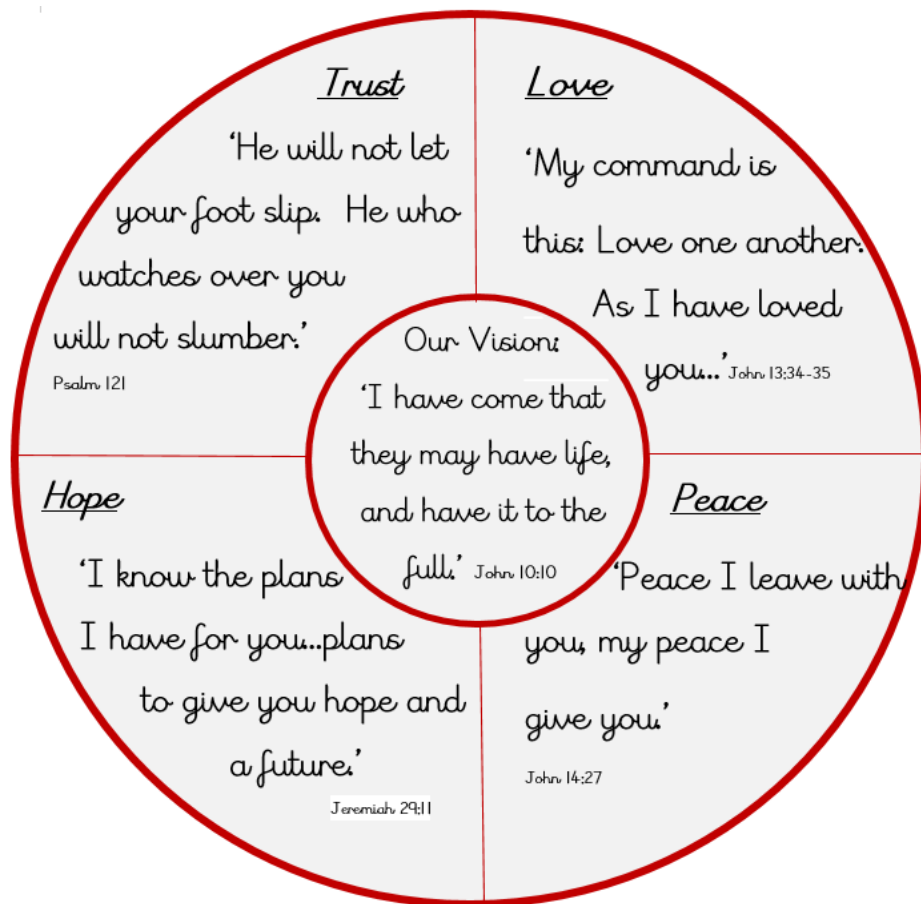 Trust
‘He will not let
your foot slip.  He who
watches over you
will not slumber.’
Psalm 121
Love
‘My command is
this: Love one another.
As I have loved
you...’ John 13:34-35
Our Vision:
‘I have come that
they may have life,
and have it to the
full.’ John 10:10
Hope
‘I know the plans
I have for you...plans
to give you hope and
a future.’
Jeremiah 29:11
Peace
‘Peace I leave with
you, my peace I
give you.’
John 14:27